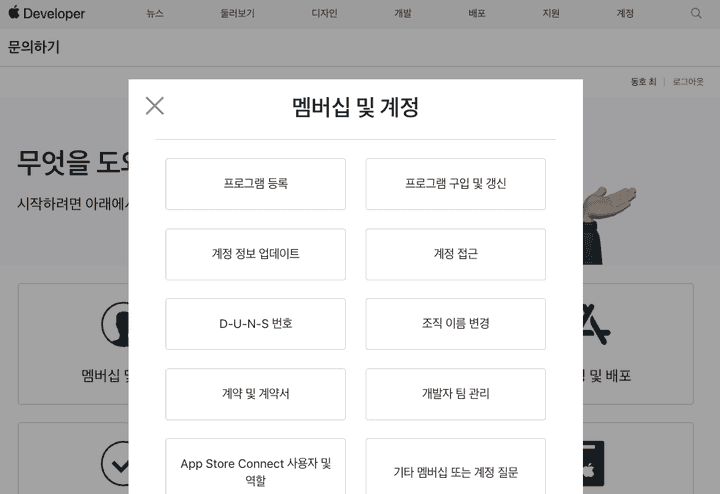 Developer
뉴스
둘러보기
디자인
개발
배포
지원
계정
문의하기
동호 최
로그아웃
멤버십 및 계정
무엇을 도와
시작하려면 아래에서
프로그램 등록
프로그램 구입 및 갱신
계정 정보 업데이트
계정 접근
D-U-N-S 번호
조직 이름 변경
멤버십 및
및 배포
계약 및 계약서
개발자 팀 관리
App Store Connect 사용자 및
역할
기타 멤버십 또는 계정 질문